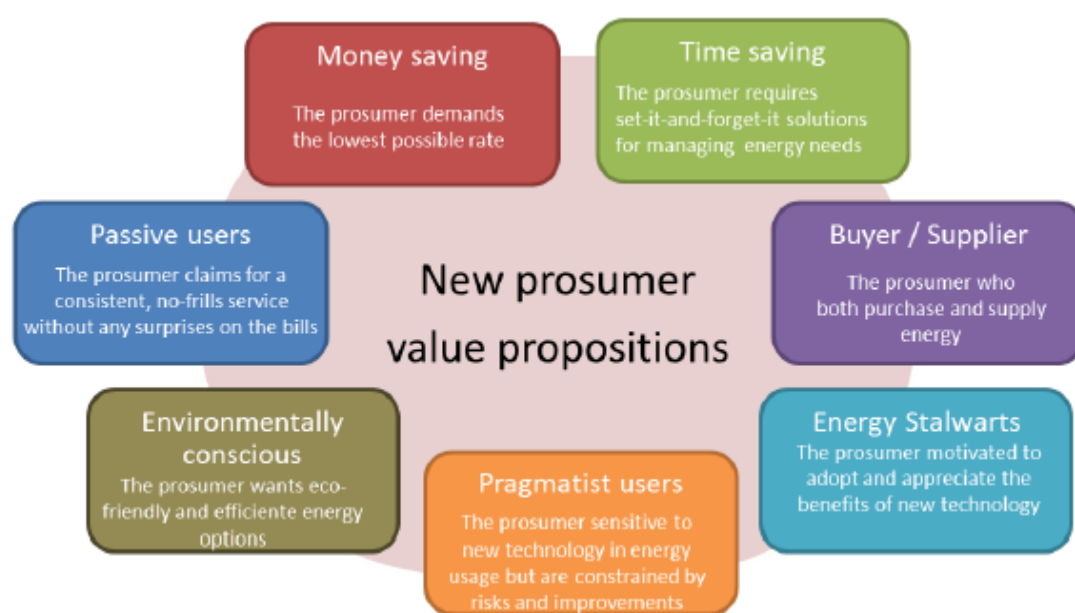 Money saving
The prosumer demands
the lowest possible rate
Time saving
The prosumer requires
set-it-and-forget-it solutions
for managing energy needs
Passive users
The prosumer claims for a
consistent, no-frills service
without any surprises on the bills
New prosumer
value propositions
Buyer / Supplier
The prosumer who
both purchase and supply
energy
Environmentally
conscious
The prosumer wants eco-
friendly and efficiente energy
options
Pragmatist users
The prosumer sensitive to
new technology in energy
usage but are constrained by
risks and improvements
Energy Stalwarts
The prosumer motivated to
adopt and appreciate the
benefits of new technology